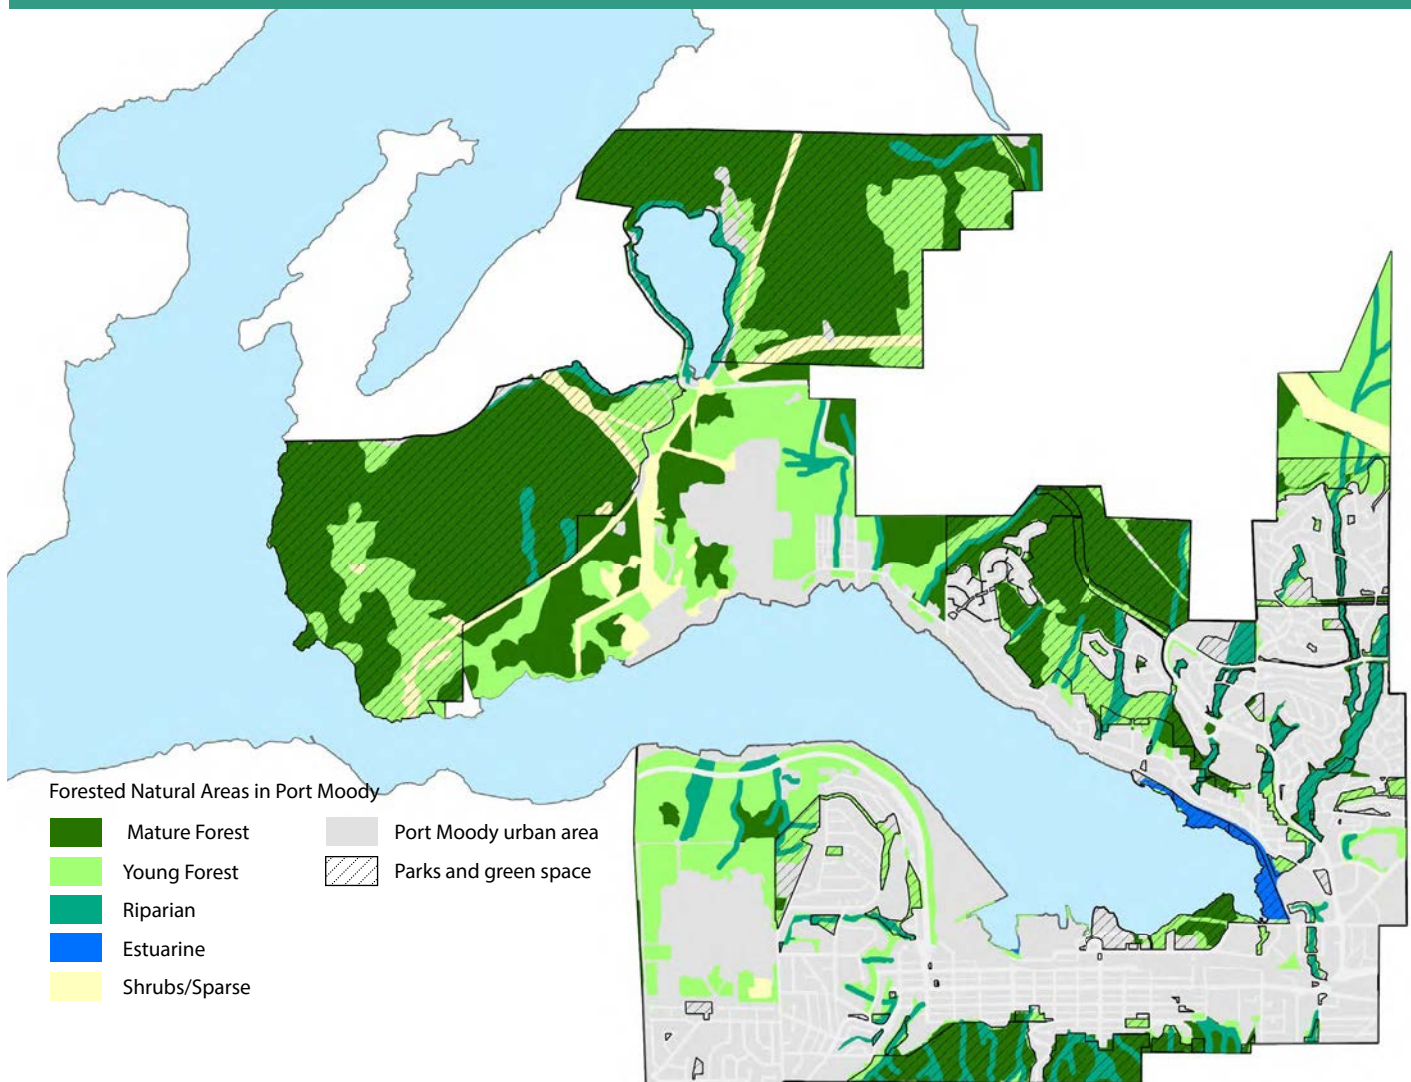 Forested Natural Areas in Port Moody
Mature Forest
Young Forest
Riparian
Estuarine
Shrubs/Sparse
Port Moody urban area
Parks and green space